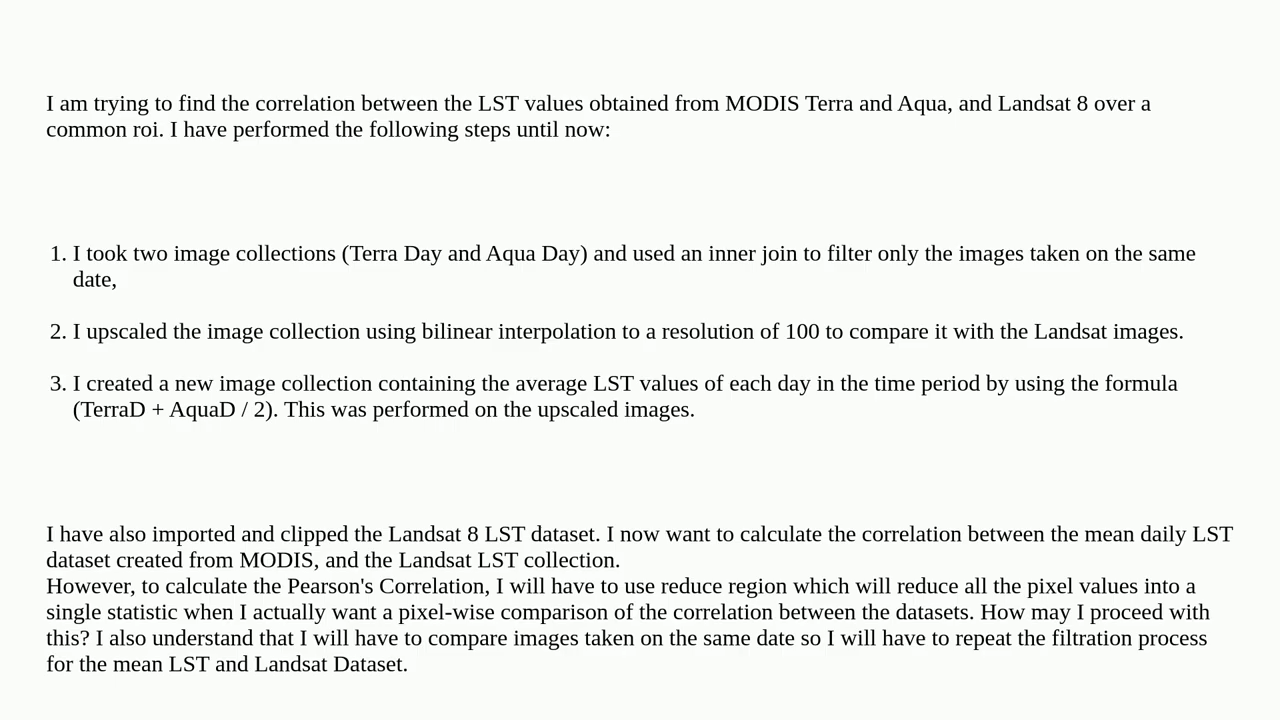 I am trying to find the correlation between the LST values obtained from MODIS Terra and Aqua, and Landsat 8 over a
common roi. I have performed the following steps until now:
1. I took two image collections (Terra Day and Aqua Day) and used an inner join to filter only the images taken on the same
date,
2. I upscaled the image collection using bilinear interpolation to a resolution of 100 to compare it with the Landsat images.
3. I created a new image collection containing the average LST values of each day in the time period by using the formula
(TerraD + AquaD / 2). This was performed on the upscaled images.
I have also imported and clipped the Landsat 8 LST dataset. I now want to calculate the correlation between the mean daily LST
dataset created from MODIS, and the Landsat LST collection.
However, to calculate the Pearson's Correlation, I will have to use reduce region which will reduce all the pixel values into a
single statistic when I actually want a pixel-wise comparison of the correlation between the datasets. How may I proceed with
this? I also understand that I will have to compare images taken on the same date so I will have to repeat the filtration process
for the mean LST and Landsat Dataset.